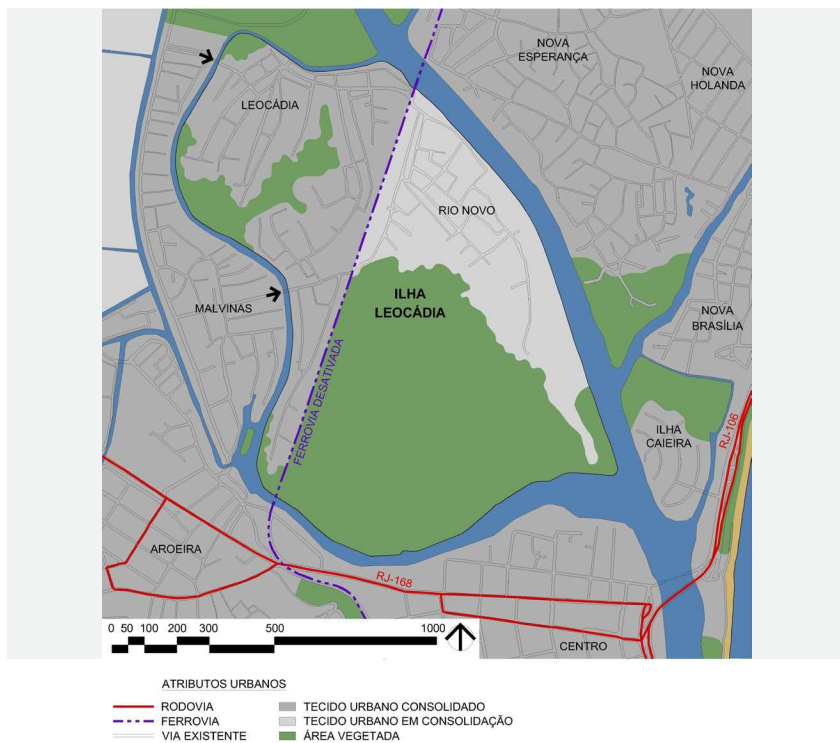 NOVA
ESPERANÇA
NOVA
HOLANDA
LEOCÁDIA
RIO NOVO
ILHA
LEOCÁDIA
MALVINAS
NOVA
BRASÍLIA
FERROVIA DESATIVADA
ILHA
CAIEIRA
RJ-106
AROEIRA
RJ-168
CENTRO
0 50 100 200 300 500 1000
ATRIBUTOS URBANOS
RODOVIA
FERROVIA
VIA EXISTENTE
TECIDO URBANO CONSOLIDADO
TECIDO URBANO EM CONSOLIDAÇÃO
ÁREA VEGETADA